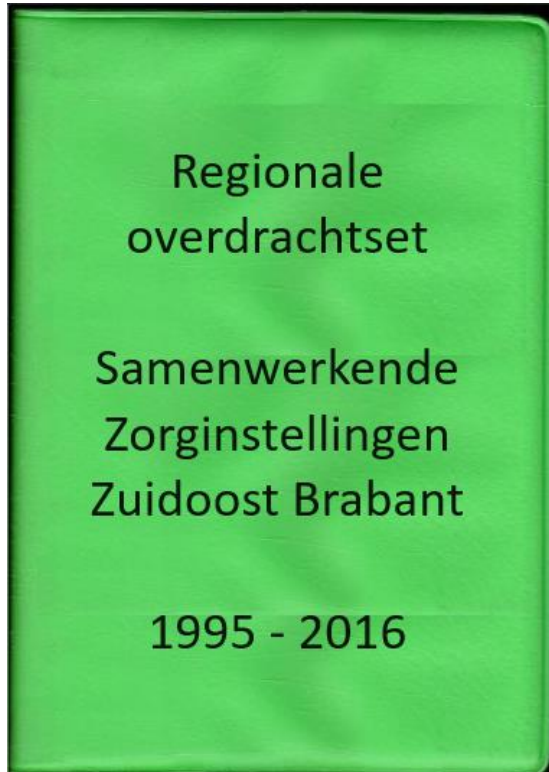 Regionale
overdrachtset
Samenwerkende
Zorginstellingen
Zuidoost Brabant
1995 - 2016